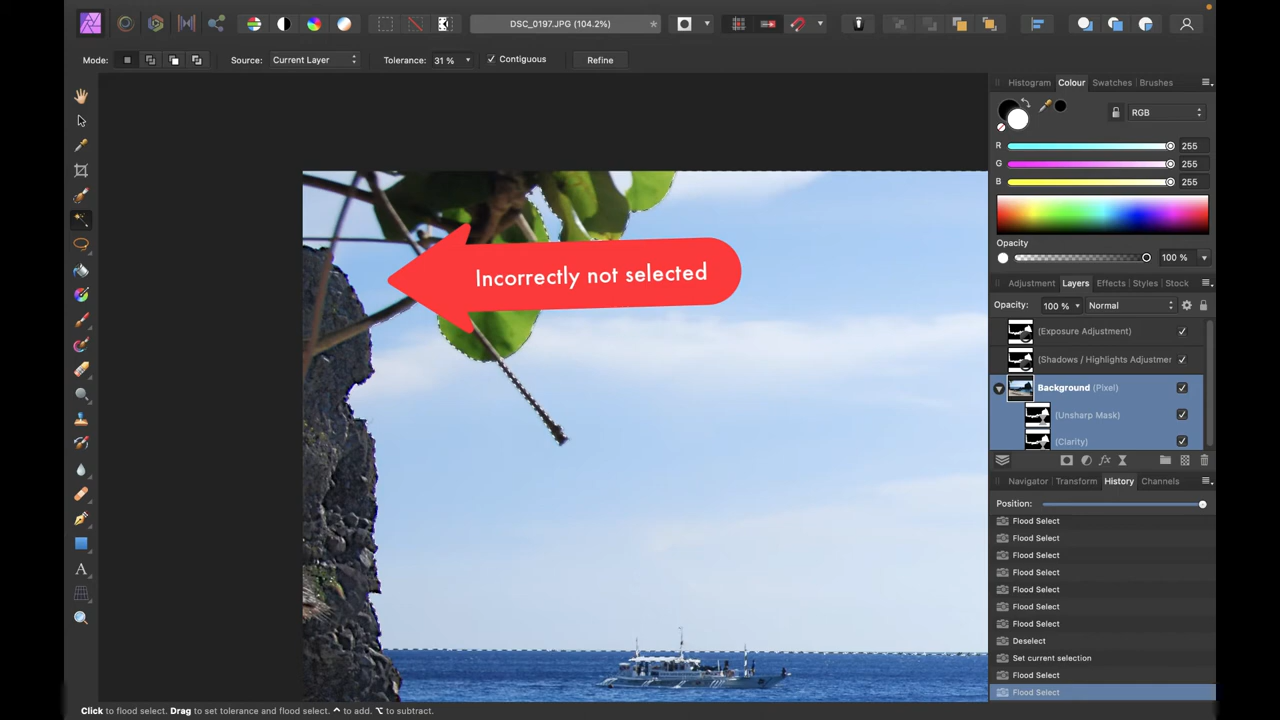 DSC_0197.JPG (104.2%)
*
Mode:
Source:
Current Layer
Tolerance:
31 %
Contiguous
Refine
Histogram
Colour
Swatches
Brushes
RGB
R
255
G
255
B
255
Opacity
100 %
Adjustment
Layers
Effects
Styles
Stock
Opacity:
100 %
Normal
(Exposure Adjustment)
(Shadows / Highlights Adjustmer
Background (Pixel)
(Unsharp Mask)
(Clarity)
fx
Navigator
Transform
History
Channels
Position:
Flood Select
Flood Select
Flood Select
Flood Select
Flood Select
Flood Select
Flood Select
Deselect
Set current selection
Flood Select
Flood Select
Incorrectly not selected
A
Click to flood select. Drag to set tolerance and flood select. ⌃ to add. ⌥ to subtract.